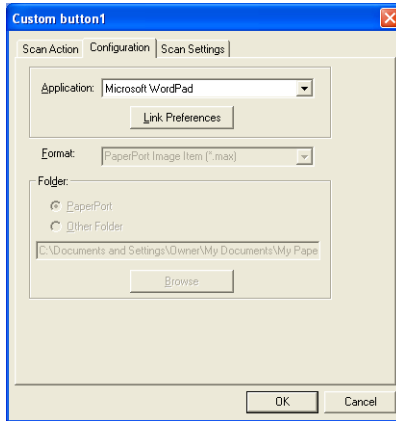 Custom button1
Scan Action Configuration Scan Settings
Application: Microsoft WordPad
Link Preferences
Format: PaperPort Image Item (*.max)
Folder:
PaperPort
Other Folder
C:\Documents and Settings\Owner\My Documents\My Pape
Browse
OK Cancel